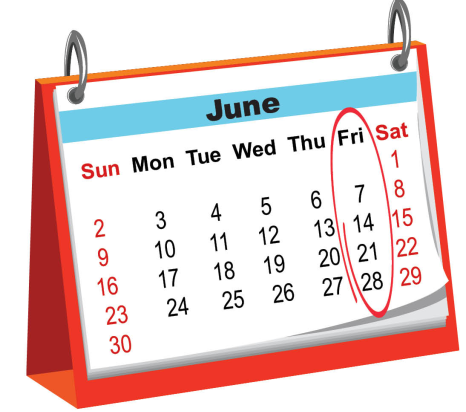 June
Sun Mon Tue Wed Thu Fri Sat
1
2 3 4 5 6 7 8
9 10 11 12 13 14 15
16 17 18 19 20 21 22
23 24 25 26 27 28 29
30